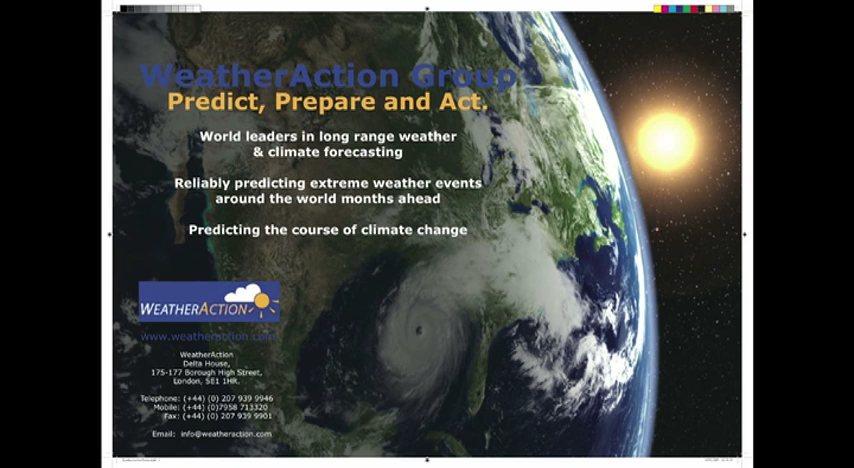 WeatherAction Group
Predict, Prepare and Act.
World leaders in long range weather
& climate forecasting
Reliably predicting extreme weather events
around the world months ahead
Predicting the course of climate change
WEATHERACTION
www.weatheraction.com
WeatherAction
Delta House,
175-177 Borough High Street,
London, SE1 1HR.
Telephone: (+44) (0) 207 939 9946
Mobile: (+44) (0)7958 713320
Fax: (+44) (0) 207 939 9901
Email: info@weatheraction.com